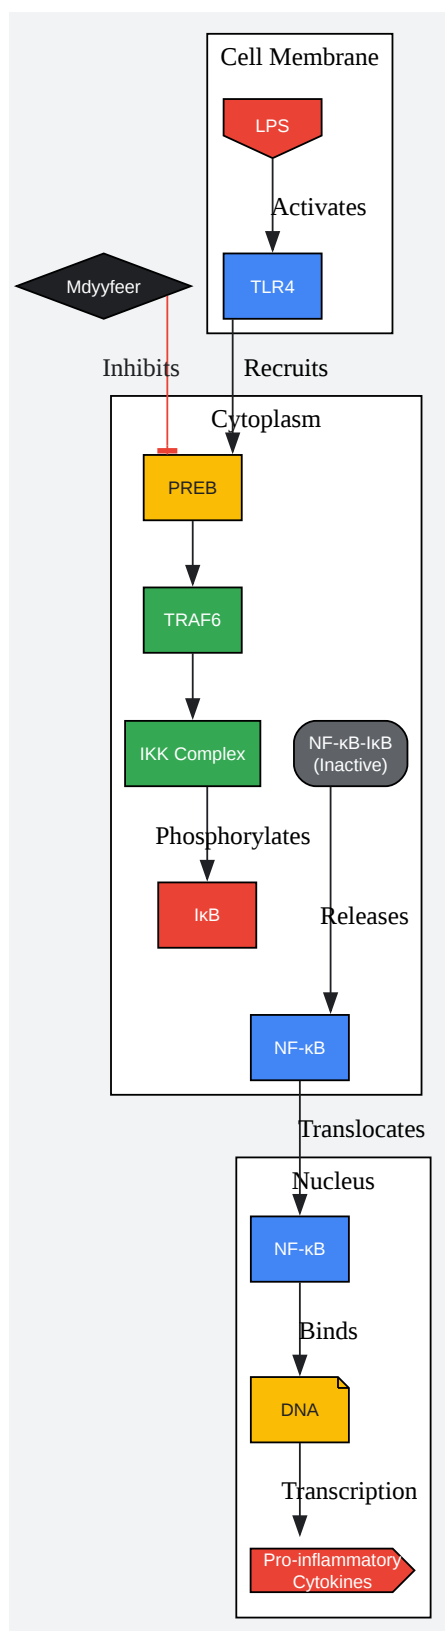 Cell Membrane
LPS
Activates
Mdyyfeer
TLR4
Inhibits
Recruits
Cytoplasm
PREB
TRAF6
IKK Complex
NF-κB-IκB
(Inactive)
Phosphorylates
IκB
Releases
NF-κB
Translocates
Nucleus
NF-κB
Binds
DNA
Transcription
Pro-inflammatory
Cytokines